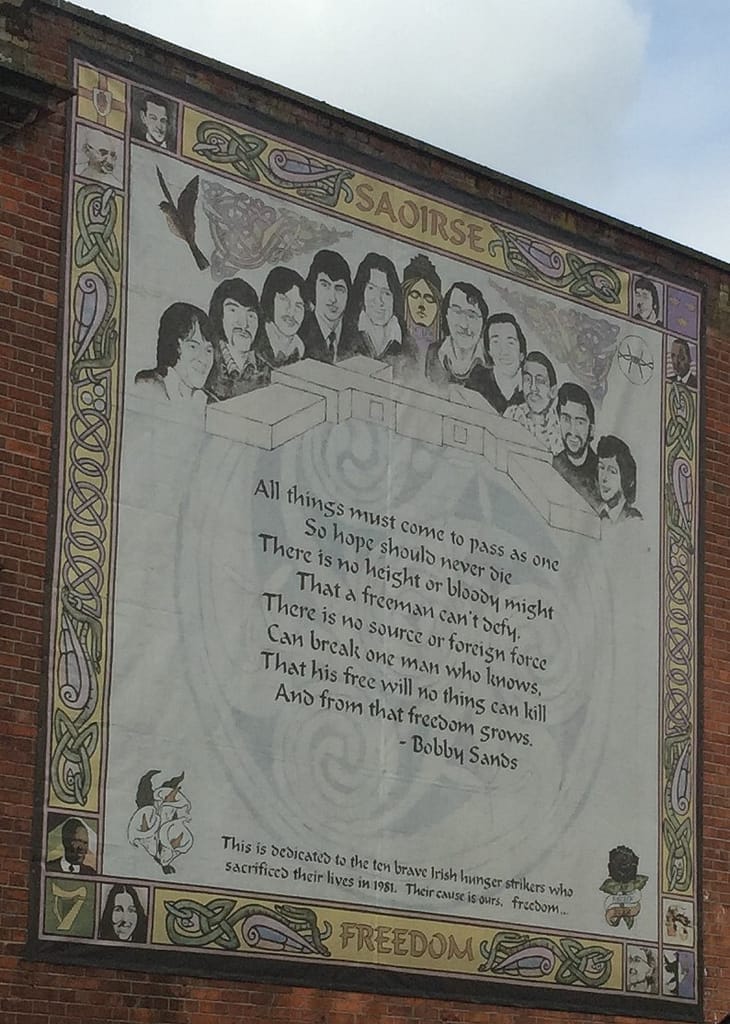 SAOIRSE
All things must come to pass as one
So hope should never die
There is no height or bloody might
That a freeman can't defy.
There is no source or foreign force
Can break one man who knows,
That his free will no thing can kill
And from that freedom grows.
- Bobby Sands
This is dedicated to the ten brave Irish hunger strikers who
sacrificed their lives in 1981. Their cause is ours. freedom...
FREEDOM